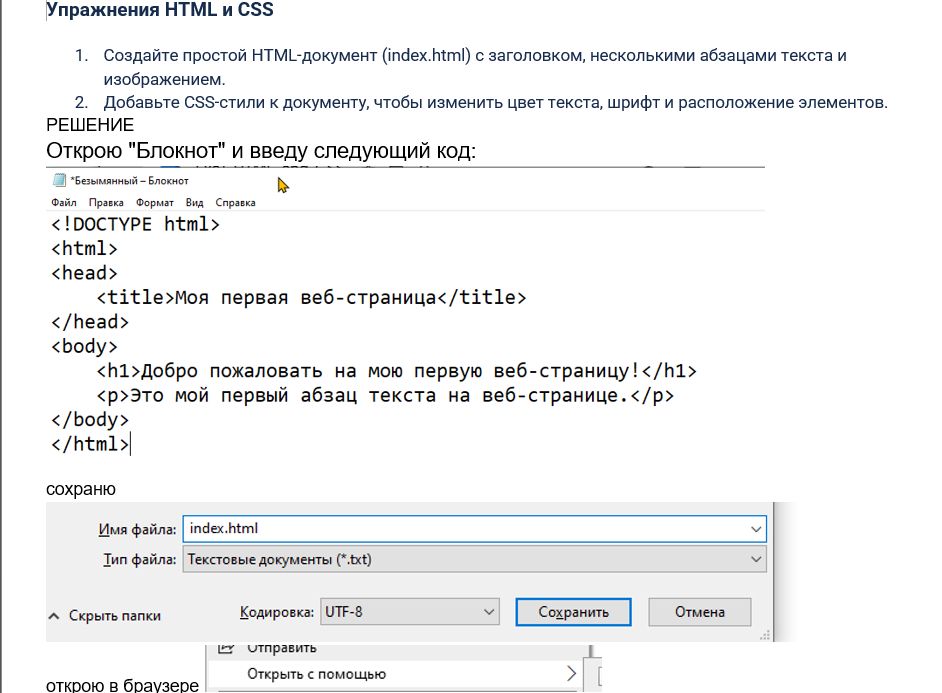 Упражнения HTML и CSS
1. Создайте простой HTML-документ (index.html) с заголовком, несколькими абзацами текста и
изображением.
2. Добавьте CSS-стили к документу, чтобы изменить цвет текста, шрифт и расположение элементов.
РЕШЕНИЕ
Открою "Блокнот" и введу следующий код:
*Безымянный – Блокнот
Файл Правка Формат Вид Справка
<!DOCTYPE html>
<html>
<head>
    <title>Моя первая веб-страница</title>
</head>
<body>
    <h1>Добро пожаловать на мою первую веб-страницу!</h1>
    <p>Это мой первый абзац текста на веб-странице.</p>
</body>
</html>
сохраню
Имя файла: index.html
Тип файла: Текстовые документы (*.txt)
Скрыть папки Кодировка: UTF-8 Сохранить Отмена
Отправить
Открыть с помощью
открою в браузере